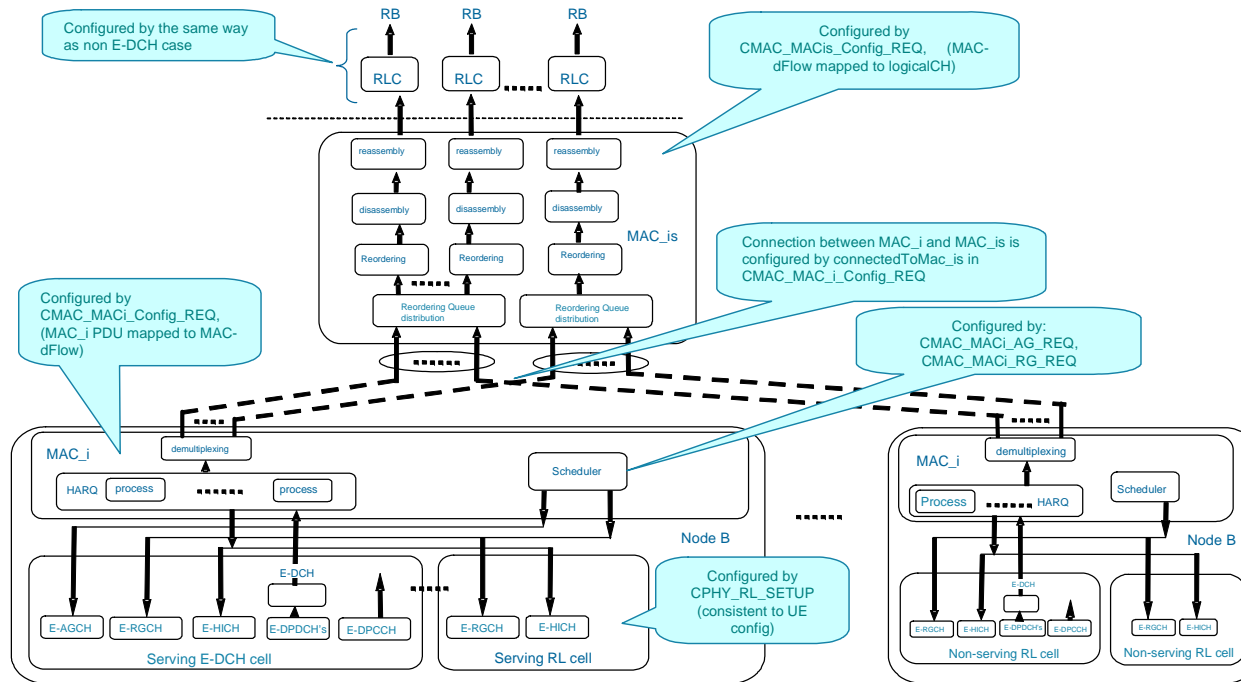 Configured by the same way
as non E-DCH case
RB
RB
RB
RLC
RLC
RLC
Configured by
CMAC_MACis_Config_REQ, (MAC-
dFlow mapped to logicalCH)
reassembly
reassembly
reassembly
disassembly
disassembly
disassembly
MAC_is
Reordering
Reordering
Reordering
Reordering Queue
distribution
Reordering Queue
distribution
Connection between MAC_i and MAC_is is
configured by connectedToMac_is in
CMAC_MAC_i_Config_REQ
Configured by
CMAC_MACi_Config_REQ,
(MAC_i PDU mapped to MAC-
dFlow)
Configured by:
CMAC_MACi_AG_REQ,
CMAC_MACi_RG_REQ
MAC_i
demultiplexing
HARQ
process
process
Scheduler
Node B
E-DCH
E-AGCH
E-RGCH
E-HICH
E-DPDCH's
E-DPCCH
Serving E-DCH cell
E-RGCH
E-HICH
Serving RL cell
Configured by
CPHY_RL_SETUP
(consistent to UE
config)
MAC_i
demultiplexing
Process
HARQ
Scheduler
Node B
E-DCH
E-RGCH
E-HICH
E-DPDCH's
E-DPCCH
Non-serving RL cell
E-RGCH
E-HICH
Non-serving RL cell